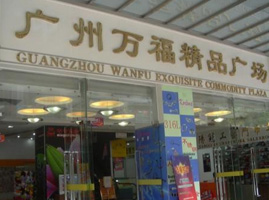 广州万福精品广场
GUANGZHOU WANFU EXQUISITE COMMODITY PLAZA